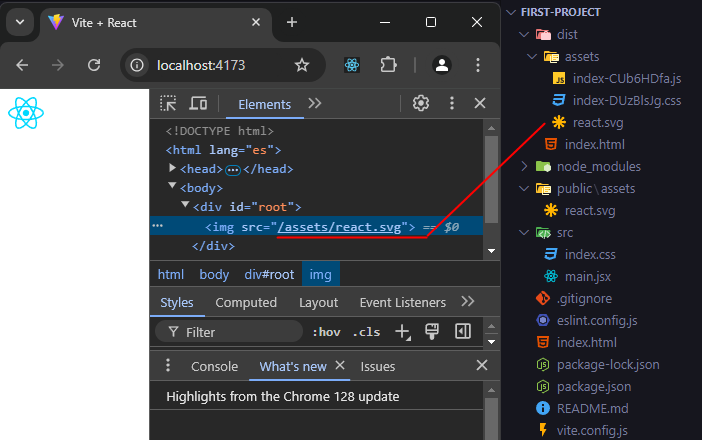 Vite + React
localhost:4173
Elements
<!DOCTYPE html>
<html lang="es">
<head> ⋯ </head>
<body>
<div id="root">
<img src="/assets/react.svg"> == $0
</div>
html body div#root img
Styles Computed Layout Event Listeners
Filter :hov .cls
Console What's new Issues
Highlights from the Chrome 128 update
FIRST-PROJECT
dist
assets
JS index-CUb6HDfa.js
index-DUzBlsJg.css
react.svg
index.html
node_modules
public\assets
react.svg
src
index.css
main.jsx
.gitignore
eslint.config.js
index.html
package-lock.json
package.json
README.md
vite.config.js